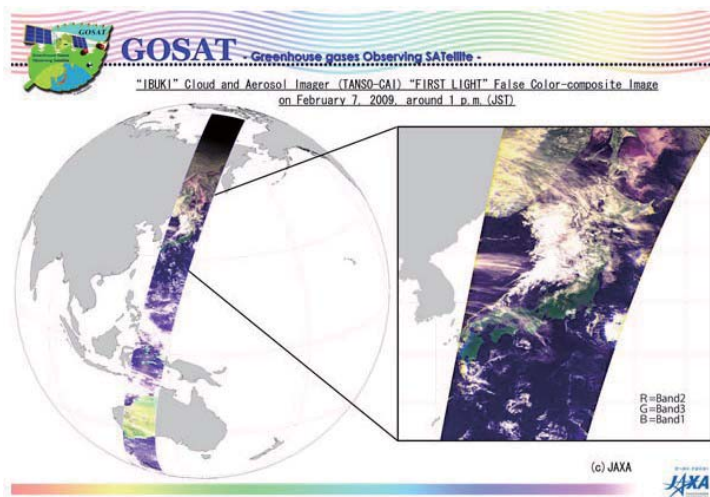 GOSAT - Greenhouse gases Observing SATellite -
"IBUKI" Cloud and Aerosol Imager (TANSO-CAI) "FIRST LIGHT" False Color-composite Image
on February 7, 2009, around 1 p.m. (JST)
R=Band2
G=Band3
B=Band1
(c) JAXA
JAXA